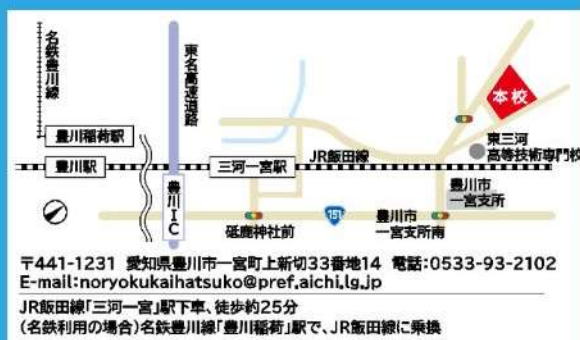 名鉄豊川線
東名高速道路
本校
豊川稲荷駅
東三河
高等技術専門校
JR飯田線
豊川駅
三河一宮駅
豊川IC
豊川市
一宮支所
151
砥鹿神社前
豊川市
一宮支所南
〒441-1231 愛知県豊川市一宮町上新切33番地14 電話:0533-93-2102
E-mail:noryokukaihatsuko@pref.aichi.lg.jp
JR飯田線「三河一宮」駅下車、徒歩約25分
(名鉄利用の場合)名鉄豊川線「豊川稲荷」駅で、JR飯田線に乗換